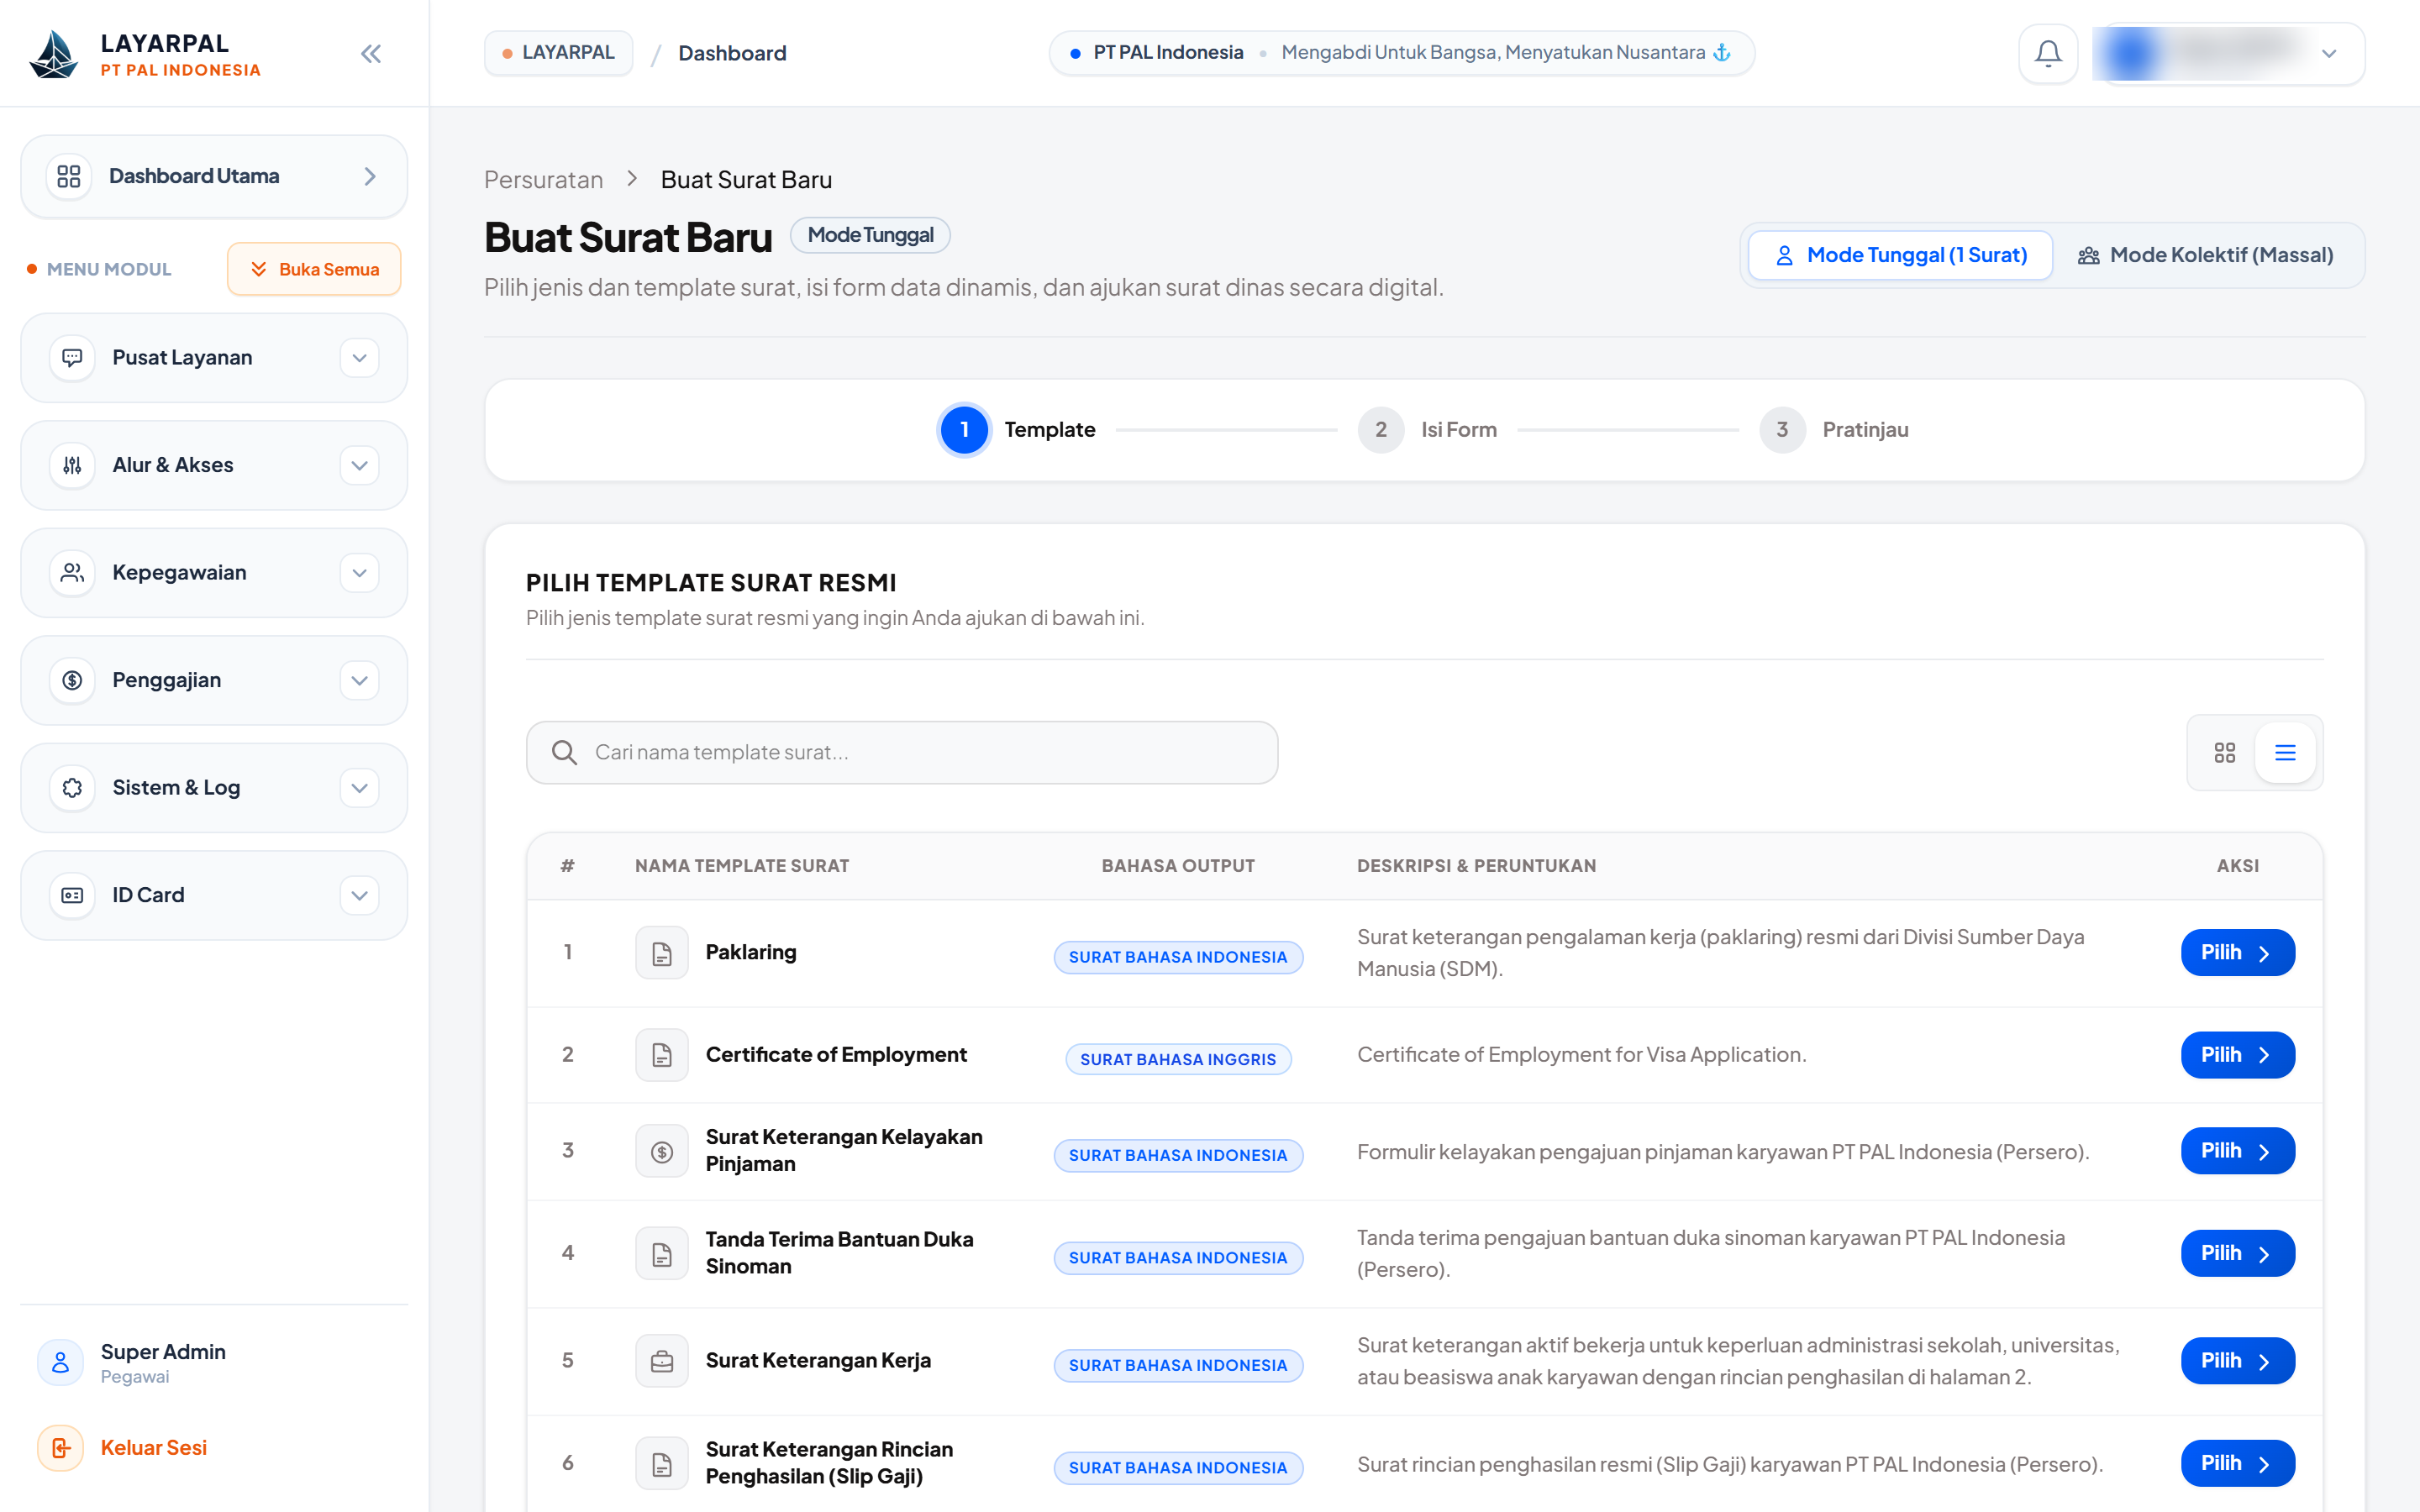 LAYARPAL
PT PAL INDONESIA
LAYARPAL / Dashboard
PT PAL Indonesia • Mengabdi Untuk Bangsa, Menyatukan Nusantara ⚓
Dashboard Utama
MENU MODUL
Buka Semua
Pusat Layanan
Alur & Akses
Kepegawaian
Penggajian
Sistem & Log
ID Card
Super Admin
Pegawai
Keluar Sesi
Persuratan > Buat Surat Baru
Buat Surat Baru
Mode Tunggal
Pilih jenis dan template surat, isi form data dinamis, dan ajukan surat dinas secara digital.
Mode Tunggal (1 Surat)
Mode Kolektif (Massal)
1 Template
2 Isi Form
3 Pratinjau
PILIH TEMPLATE SURAT RESMI
Pilih jenis template surat resmi yang ingin Anda ajukan di bawah ini.
Cari nama template surat...
# NAMA TEMPLATE SURAT BAHASA OUTPUT DESKRIPSI & PERUNTUKAN AKSI
1 Paklaring SURAT BAHASA INDONESIA Surat keterangan pengalaman kerja (paklaring) resmi dari Divisi Sumber Daya
Manusia (SDM).
Pilih
2 Certificate of Employment SURAT BAHASA INGGRIS Certificate of Employment for Visa Application. Pilih
3 Surat Keterangan Kelayakan
Pinjaman
SURAT BAHASA INDONESIA Formulir kelayakan pengajuan pinjaman karyawan PT PAL Indonesia (Persero). Pilih
4 Tanda Terima Bantuan Duka
Sinoman
SURAT BAHASA INDONESIA Tanda terima pengajuan bantuan duka sinoman karyawan PT PAL Indonesia
(Persero).
Pilih
5 Surat Keterangan Kerja SURAT BAHASA INDONESIA Surat keterangan aktif bekerja untuk keperluan administrasi sekolah, universitas,
atau beasiswa anak karyawan dengan rincian penghasilan di halaman 2.
Pilih
6 Surat Keterangan Rincian
Penghasilan (Slip Gaji)
SURAT BAHASA INDONESIA Surat rincian penghasilan resmi (Slip Gaji) karyawan PT PAL Indonesia (Persero). Pilih